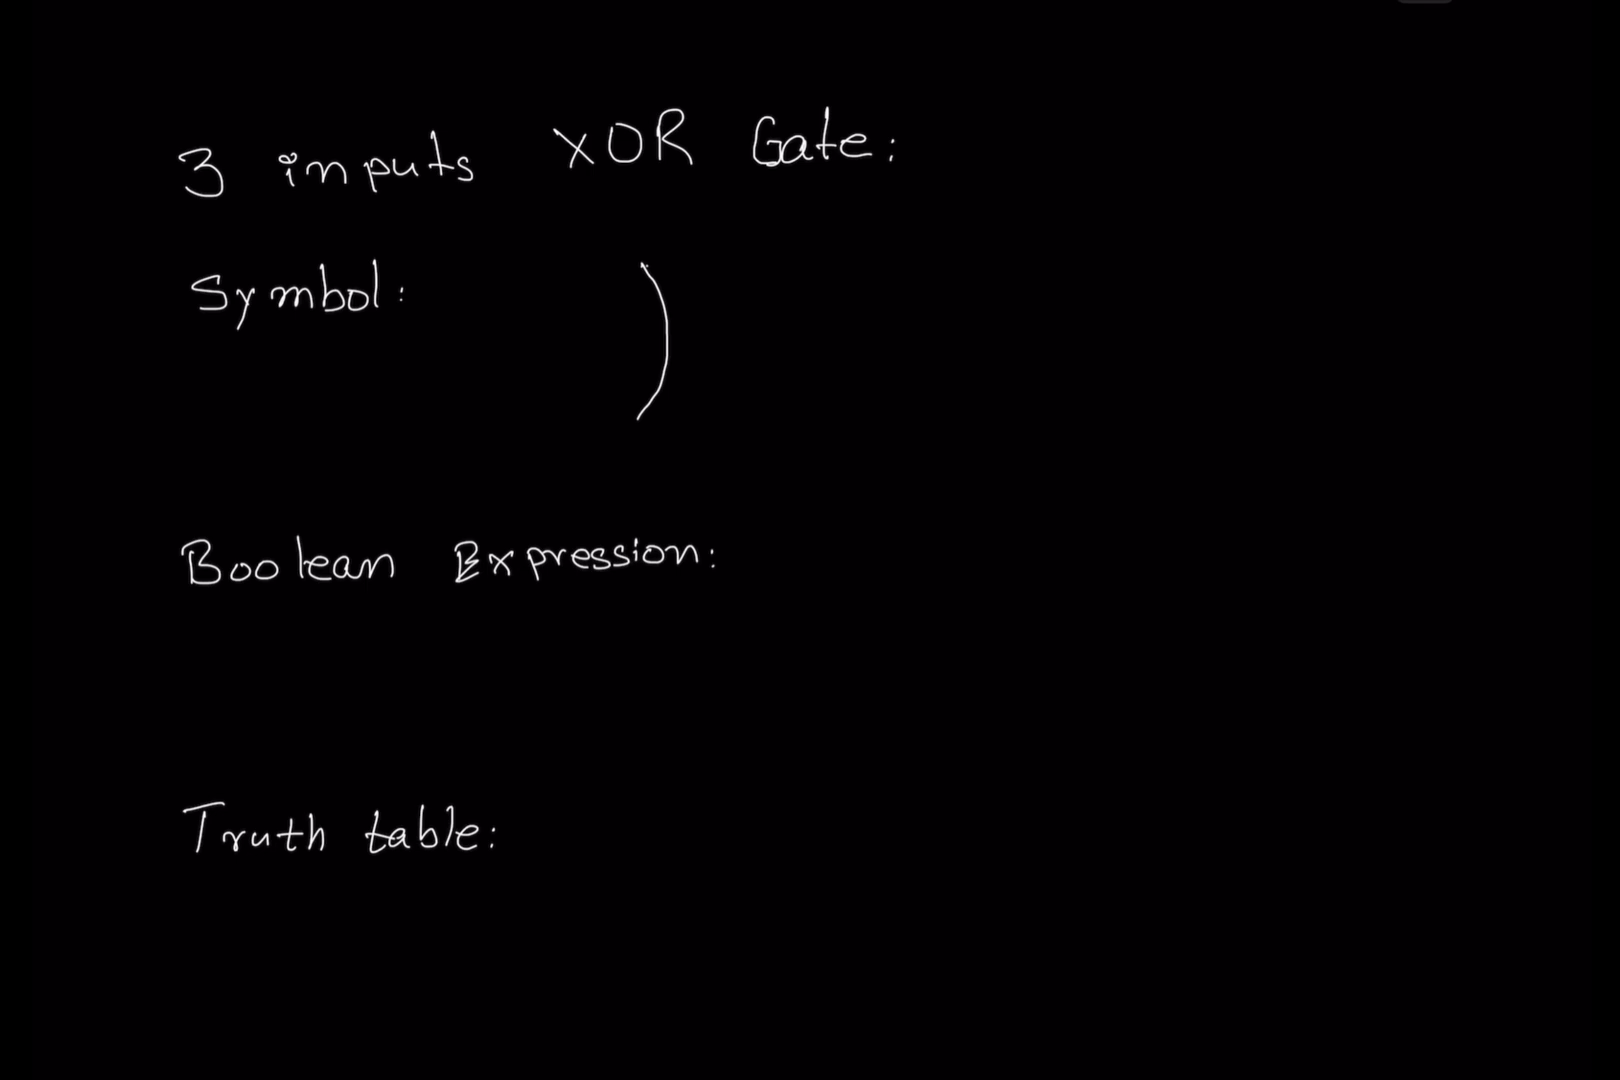 3 inputs XOR Gate:
Symbol:
Boolean Expression:
Truth table: